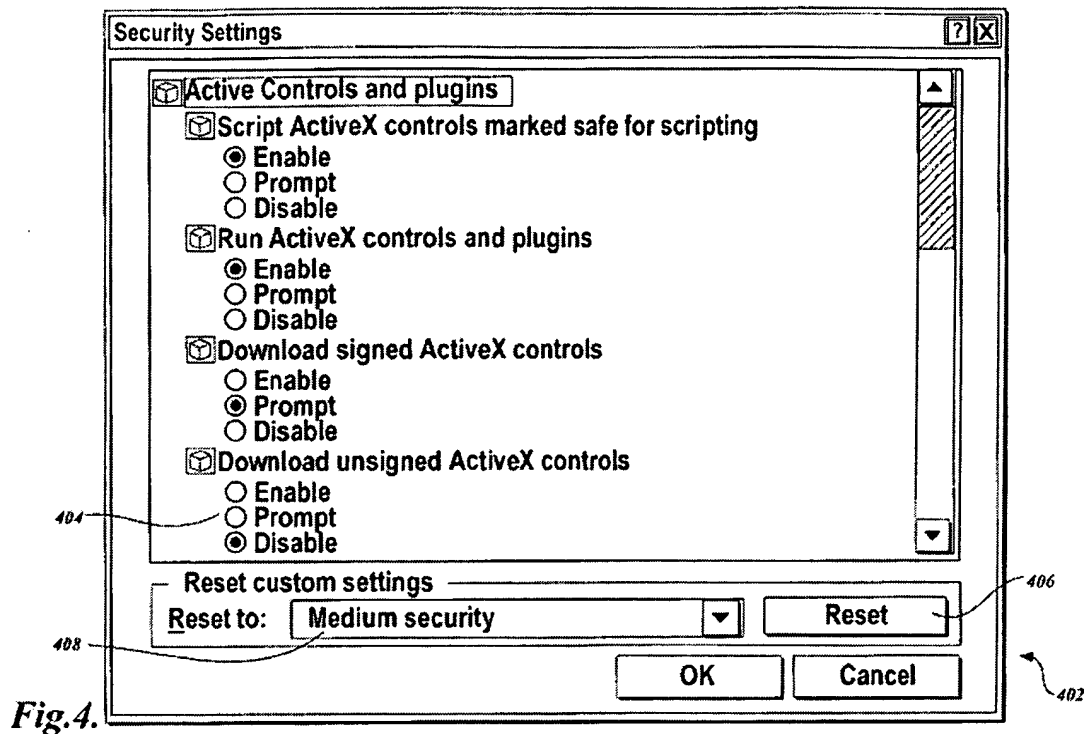 Security Settings ? X
Active Controls and plugins
Script ActiveX controls marked safe for scripting
Enable
Prompt
Disable
Run ActiveX controls and plugins
Enable
Prompt
Disable
Download signed ActiveX controls
Enable
Prompt
Disable
Download unsigned ActiveX controls
Enable
404 Prompt
Disable
Reset custom settings
406
Reset to: Medium security Reset
408
OK Cancel
402
Fig.4.